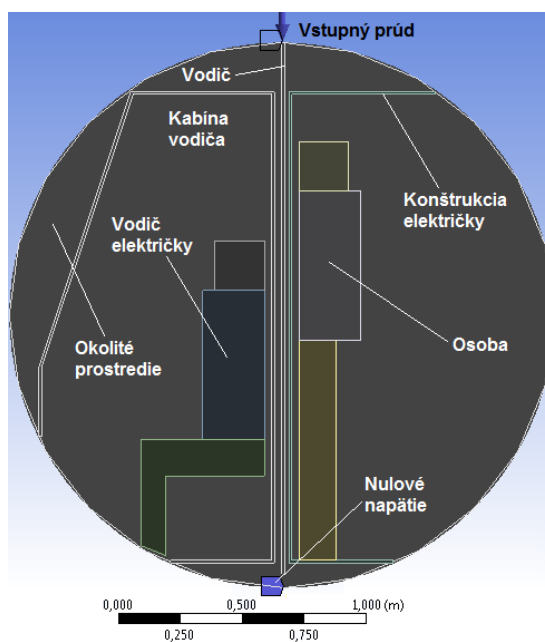 Vstupný prúd
Vodič
Kabína
vodiča
Konštrukcia
električky
Vodič
električky
Okolité
prostredie
Osoba
Nulové
napätie
0,000
0,500
1,000 (m)
0,250
0,750